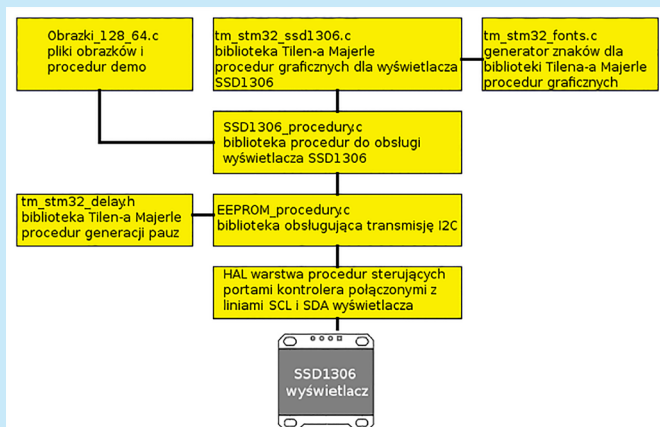 Obrazki_128_64.c
pliki obrazków i
procedur demo
tm_stm32_ssd1306.c
biblioteka Tilen-a Majerle
procedur graficznych dla wyświetlacza
SSD1306
tm_stm32_fonts.c
generator znaków dla
biblioteki Tilena-a Majerle
procedur graficznych
SSD1306_procedury.c
biblioteka procedur do obsługi
wyświetlacza SSD1306
tm_stm32_delay.h
biblioteka Tilen-a Majerle
procedur generacji pauz
EEPROM_procedury.c
biblioteka obsługująca transmisję I2C
HAL warstwa procedur sterujących
portami kontrolera połączonymi z
liniami SCL i SDA wyświetlacza
SSD1306
wyświetlacz